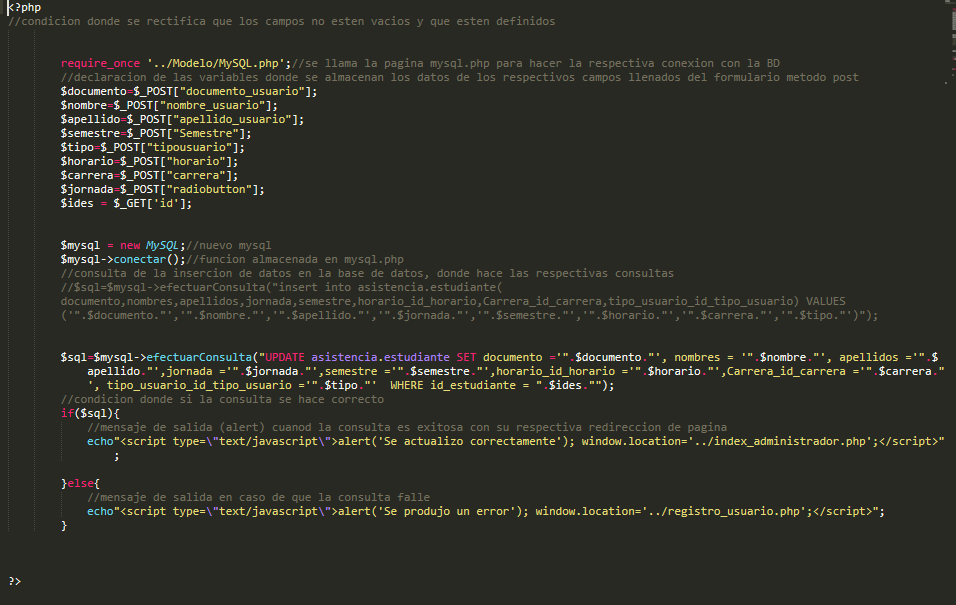 <?php
//condicion donde se rectifica que los campos no esten vacios y que esten definidos
require_once '../Modelo/MySQL.php';//se llama la pagina mysql.php para hacer la respectiva conexion con la BD
//declaracion de las variables donde se almacenan los datos de los respectivos campos llenados del formulario metodo post
$documento=$_POST["documento_usuario"];
$nombre=$_POST["nombre_usuario"];
$apellido=$_POST["apellido_usuario"];
$semestre=$_POST["Semestre"];
$tipo=$_POST["tipousuario"];
$horario=$_POST["horario"];
$carrera=$_POST["carrera"];
$jornada=$_POST["radiobutton"];
$ides = $_GET['id'];
$mysql = new MySQL;//nuevo mysql
$mysql->conectar();//funcion almacenada en mysql.php
//consulta de la insercion de datos en la base de datos, donde hace las respectivas consultas
//$sql=$mysql->efectuarConsulta("insert into asistencia.estudiante(
documento,nombres,apellidos,jornada,semestre,horario_id_horario,Carrera_id_carrera,tipo_usuario_id_tipo_usuario) VALUES
('".$documento."','".$nombre."','".$apellido."','".$jornada."','".$semestre."','".$horario."','".$carrera."','".$tipo."')");
$sql=$mysql->efectuarConsulta("UPDATE asistencia.estudiante SET documento ='".$documento."', nombres = '".$nombre."', apellidos ='".$
apellido."',jornada ='".$jornada."',semestre ='".$semestre."',horario_id_horario ='".$horario."',Carrera_id_carrera ='".$carrera."
', tipo_usuario_id_tipo_usuario ='".$tipo."'  WHERE id_estudiante = ".$ides."");
//condicion donde si la consulta se hace correcto
if($sql){
//mensaje de salida (alert) cuanod la consulta es exitosa con su respectiva redireccion de pagina
echo"<script type=\"text/javascript\">alert('Se actualizo correctamente'); window.location='../index_administrador.php';</script>"
;
}else{
//mensaje de salida en caso de que la consulta falle
echo"<script type=\"text/javascript\">alert('Se produjo un error'); window.location='../registro_usuario.php';</script>";
}
?>